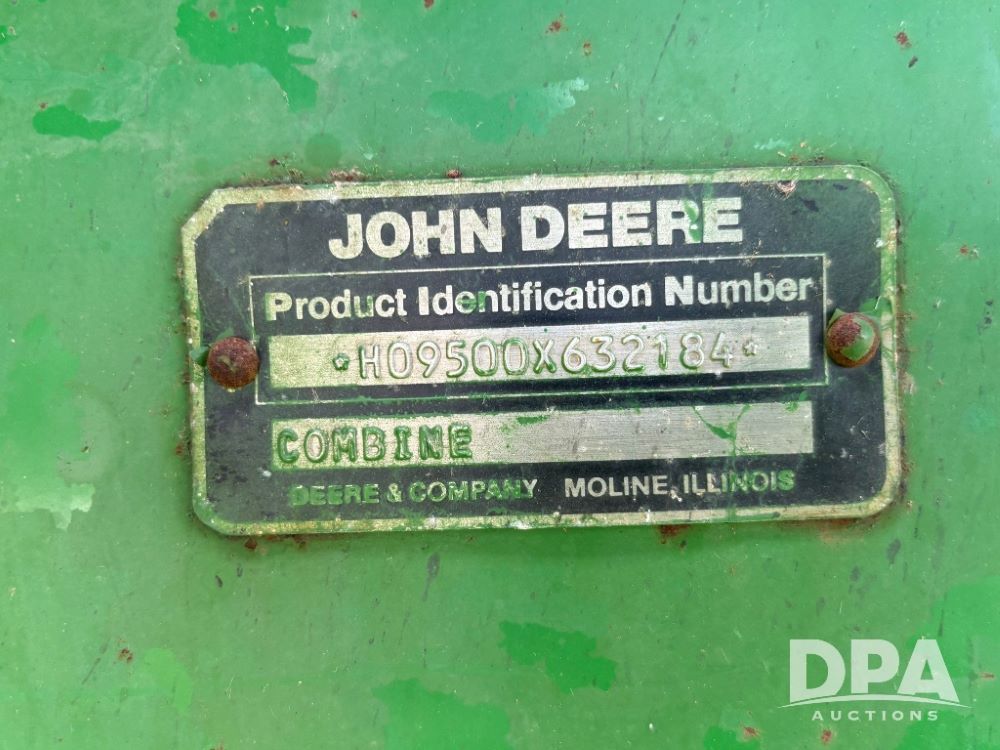 JOHN DEERE
Product Identification Number
*H09500X632184*
COMBINE
DEERE & COMPANY MOLINE, ILLINOIS
DPA
AUCTIONS